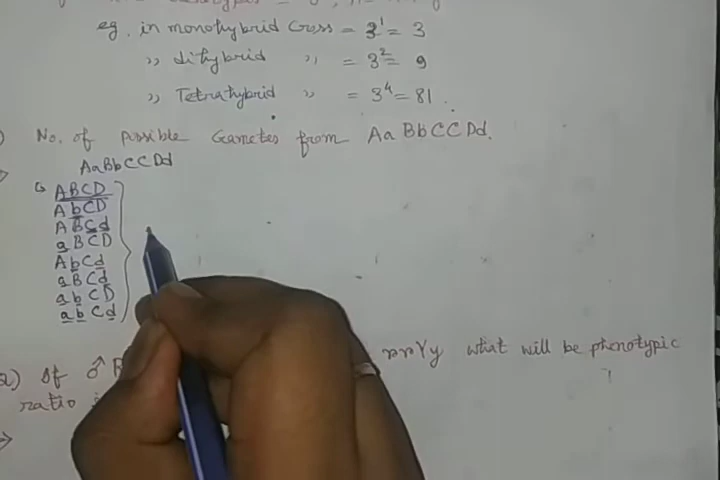 eg. in monohybrid Cross = 3¹ = 3
,, dihybrid ,, = 3² = 9
,, Tetrahybrid ,, = 3⁴ = 81.
) No. of Possible Gametes from AaBbCCDd.
AaBbCCDd
G ABCD
AbCD
ABCd
aBCD
AbCd
aBCd
abCD
abCd
) If ♂ rrYy what will be phenotypic
ratio